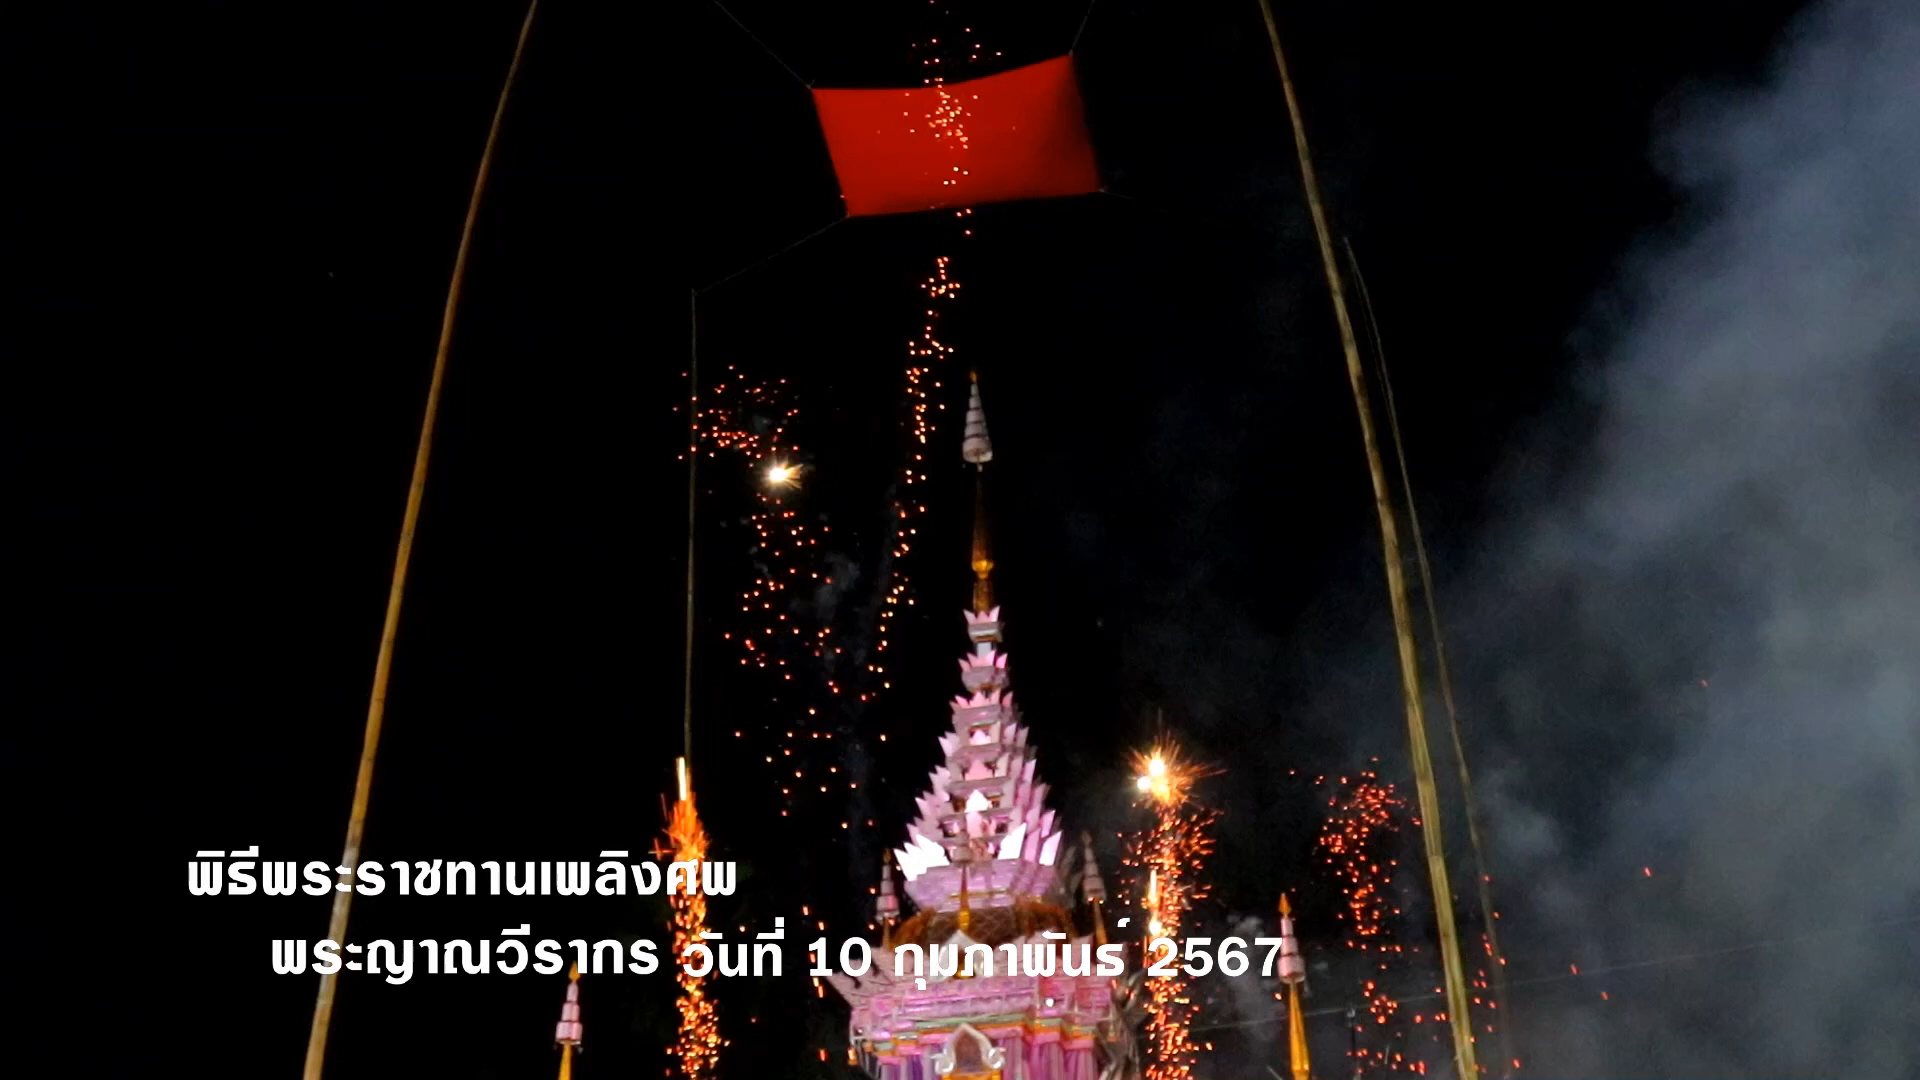 พิธีพระราชทานเพลิงศพ
พระญาณวีรากร วันที่ 10 กุมภาพันธ์ 2567